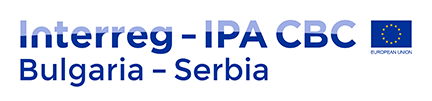 Interreg – IPA CBC
EUROPEAN UNION
Bulgaria – Serbia